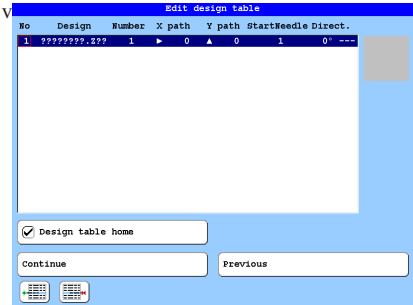 V
Edit design table
No Design Number X path Y path StartNeedle Direct.
1 ????????.Z?? 1 ► 0 ▲ 0 1 0° ---
Design table home
Continue
Previous